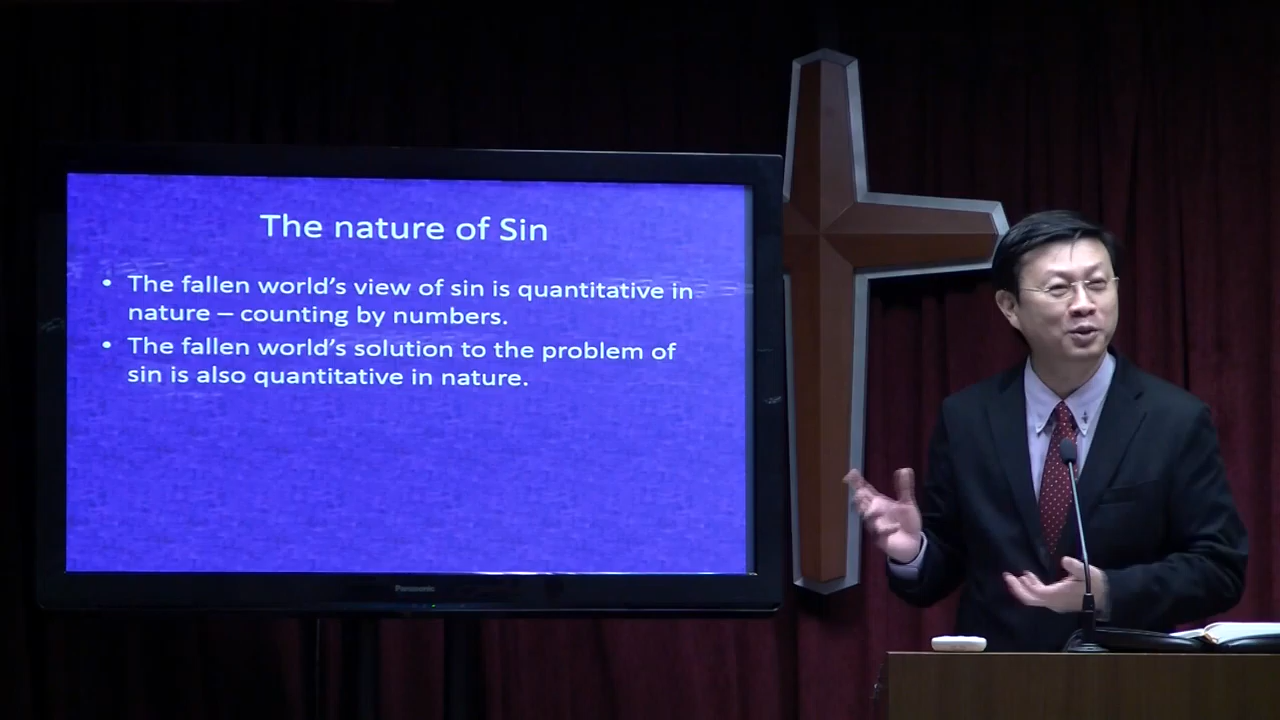 The nature of Sin
• The fallen world’s view of sin is quantitative in
nature – counting by numbers.
• The fallen world’s solution to the problem of
sin is also quantitative in nature.
Panasonic